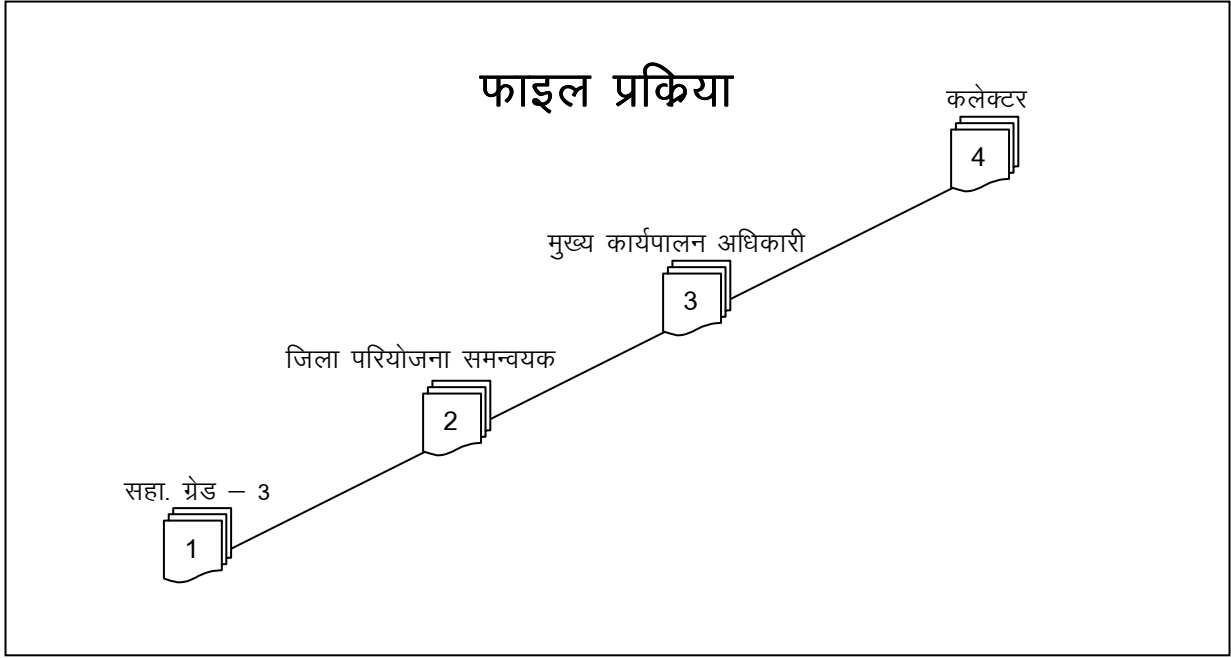 फाइल प्रक्रिया
कलेक्टर
4
मुख्य कार्यपालन अधिकारी
3
जिला परियोजना समन्वयक
2
सहा. ग्रेड – 3
1